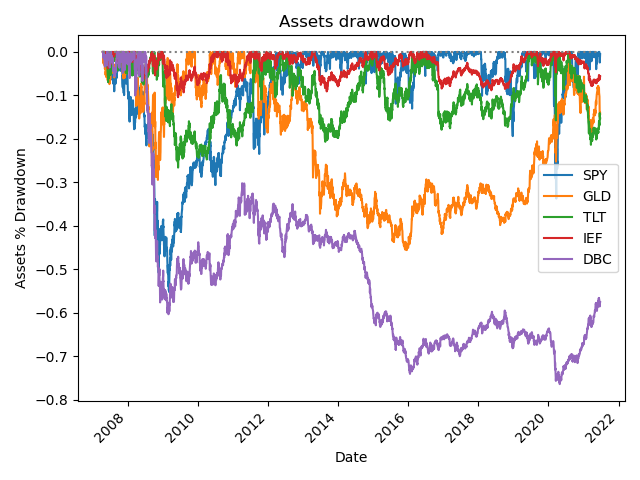 Assets drawdown
0.0
−0.1
−0.2
−0.3
−0.4
−0.5
−0.6
−0.7
−0.8
Assets % Drawdown
SPY
GLD
TLT
IEF
DBC
2008 2010 2012 2014 2016 2018 2020 2022
Date